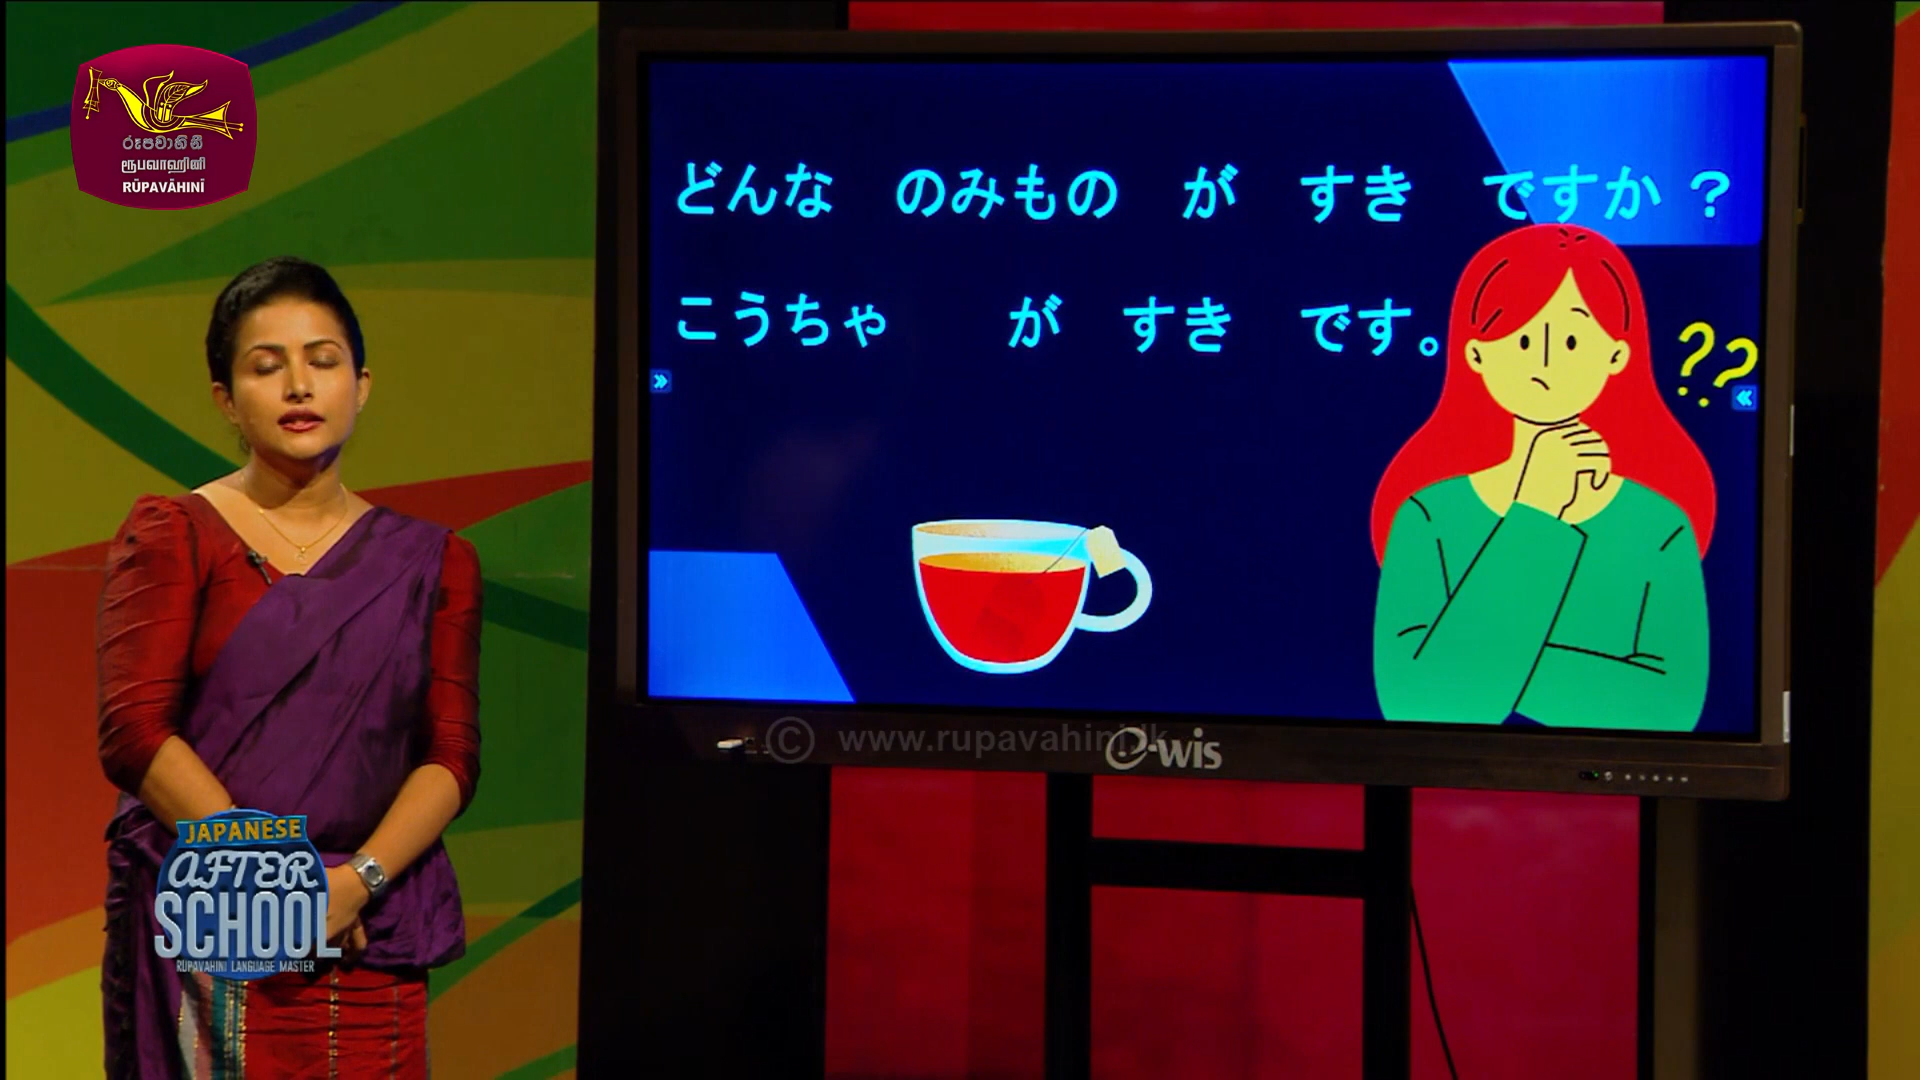 රූපවාහිනී
ரூபவாஹினி
RŪPAVĀHINĪ
どんな のみもの が すき ですか ?
こうちゃ が すき です。
??
© www.rupavahini.lk
e-wis
JAPANESE
AFTER
SCHOOL
RUPAVAHINI LANGUAGE MASTER